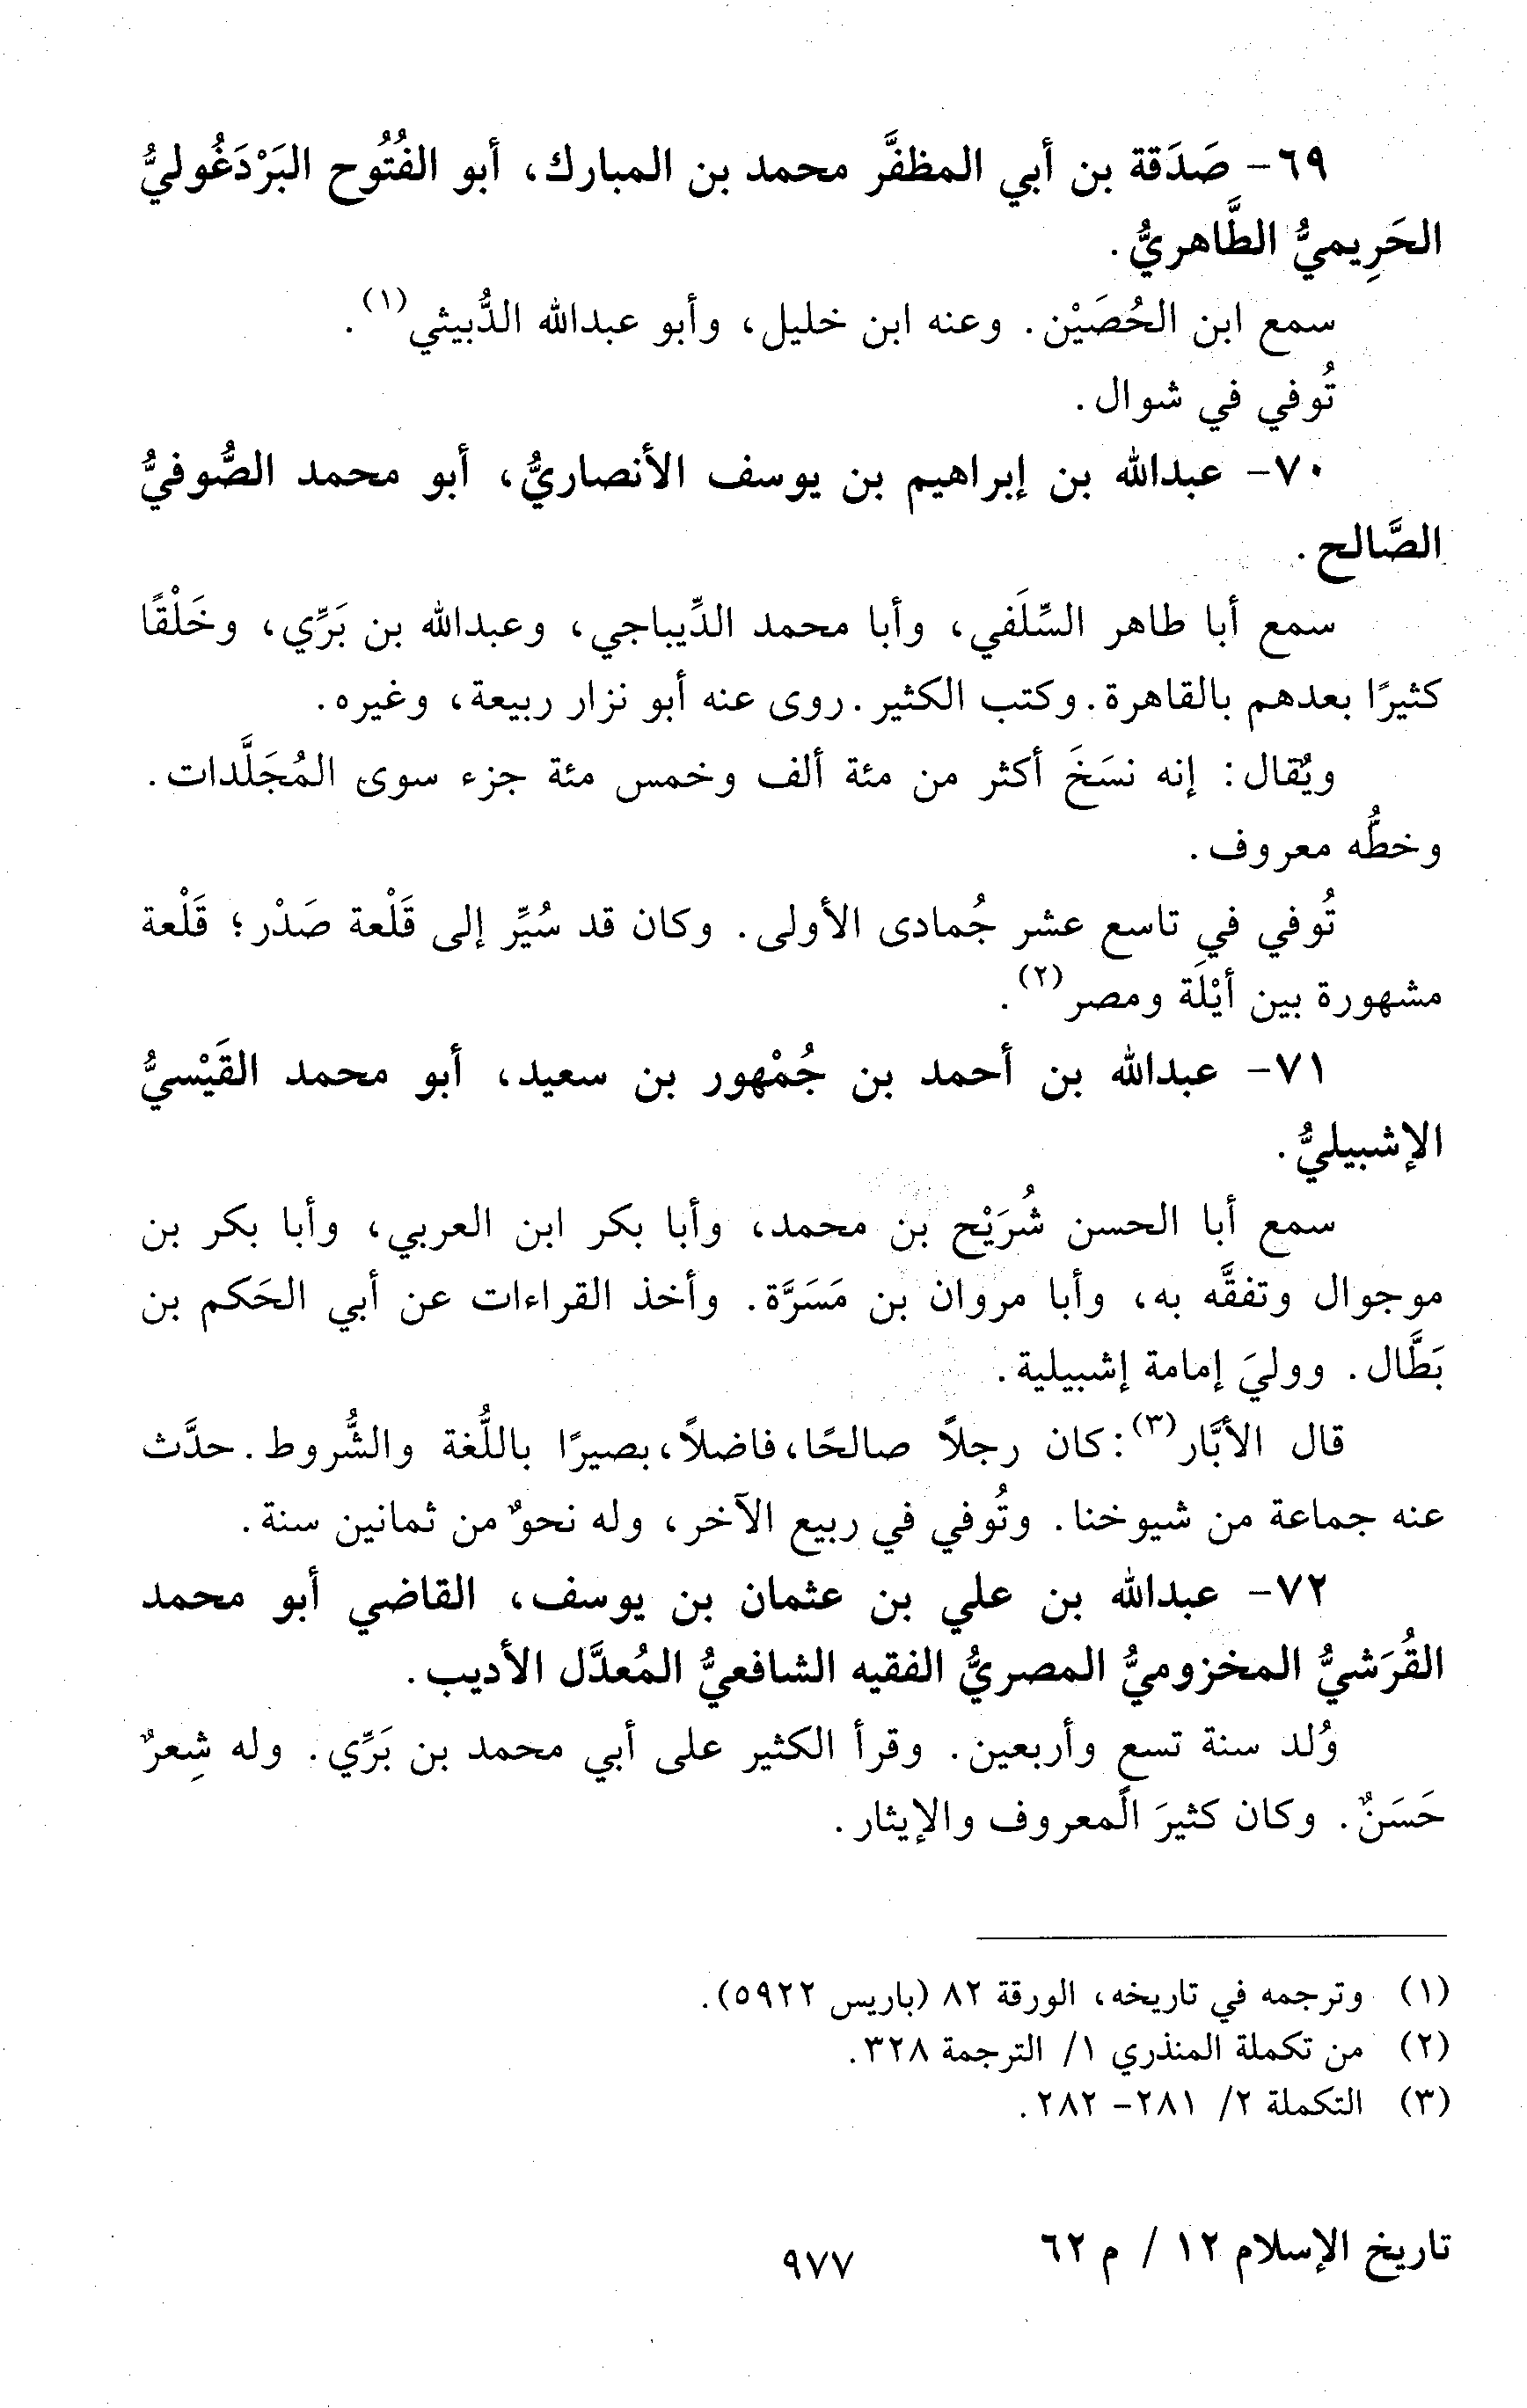 ٦٩- صَدَقة بن أبي المظفَّر محمد بن المبارك، أبو الفُتُوح البَرْدَغُوليُّ
الحَرِيميُّ الطَّاهريُّ.
سمع ابن الحُصَيْن. وعنه ابن خليل، وأبو عبدالله الدُّبيثي(١).
تُوفي في شوال.
٧٠- عبدالله بن إبراهيم بن يوسف الأنصاريُّ، أبو محمد الصُّوفيُّ
الصَّالح.
سمع أبا طاهر السِّلَفي، وأبا محمد الدِّيباجي، وعبدالله بن بَرِّي، وخَلْقًا
كثيرًا بعدهم بالقاهرة. وكتب الكثير. روى عنه أبو نزار ربيعة، وغيره.
ويُقال: إنه نسَخَ أكثر من مئة ألف وخمس مئة جزء سوى المُجَلَّدات.
وخطُّه معروف.
تُوفي في تاسع عشر جُمادى الأولى. وكان قد سُيِّر إلى قَلْعة صَدْر؛ قَلْعة
مشهورة بين أيْلَة ومصر(٢).
٧١- عبدالله بن أحمد بن جُمْهور بن سعيد، أبو محمد القَيْسيُّ
الإشبيليُّ.
سمع أبا الحسن شُرَيْح بن محمد، وأبا بكر ابن العربي، وأبا بكر بن
موجوال وتفقَّه به، وأبا مروان بن مَسَرَّة. وأخذ القراءات عن أبي الحَكم بن
بَطَّال. ووليَ إمامة إشبيلية.
قال الأبَّار(٣): كان رجلاً صالحًا، فاضلاً، بصيرًا باللُّغة والشُّروط. حدَّث
عنه جماعة من شيوخنا. وتُوفي في ربيع الآخر، وله نحوٌ من ثمانين سنة.
٧٢- عبدالله بن علي بن عثمان بن يوسف، القاضي أبو محمد
القُرَشيُّ المخزوميُّ المصريُّ الفقيه الشافعيُّ المُعدَّل الأديب.
وُلد سنة تسع وأربعين. وقرأ الكثير على أبي محمد بن بَرِّي. وله شِعرٌ
حَسَنٌ. وكان كثيرَ المعروف والإيثار.
(١) وترجمه في تاريخه، الورقة ٨٢ (باريس ٥٩٢٢).
(٢) من تكملة المنذري ١/ الترجمة ٣٢٨.
(٣) التكملة ٢/ ٢٨١- ٢٨٢.
تاريخ الإسلام ١٢ / م ٦٢
٩٧٧